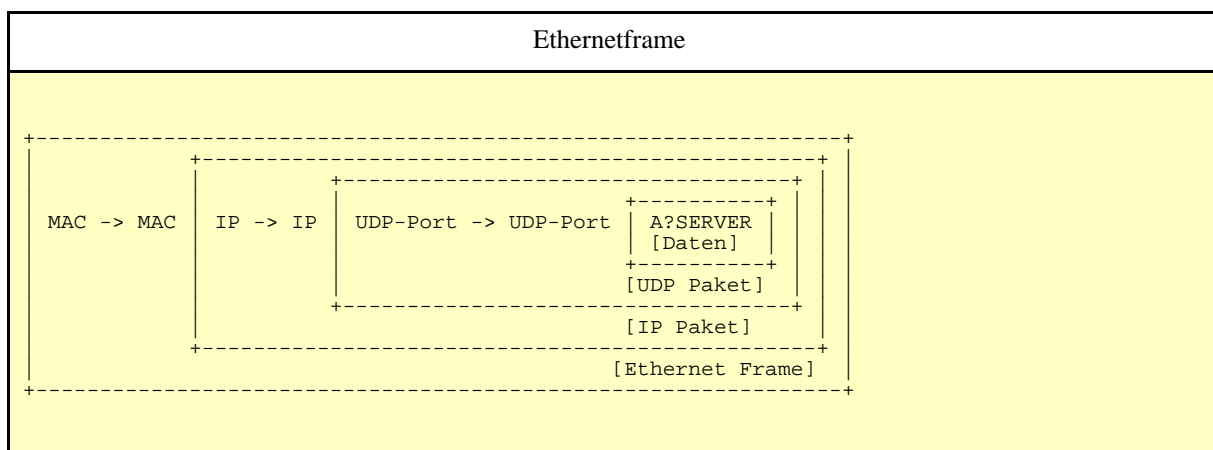 Ethernetframe
MAC -> MAC IP -> IP UDP-Port -> UDP-Port A?SERVER
[Daten]
[UDP Paket]
[IP Paket]
[Ethernet Frame]